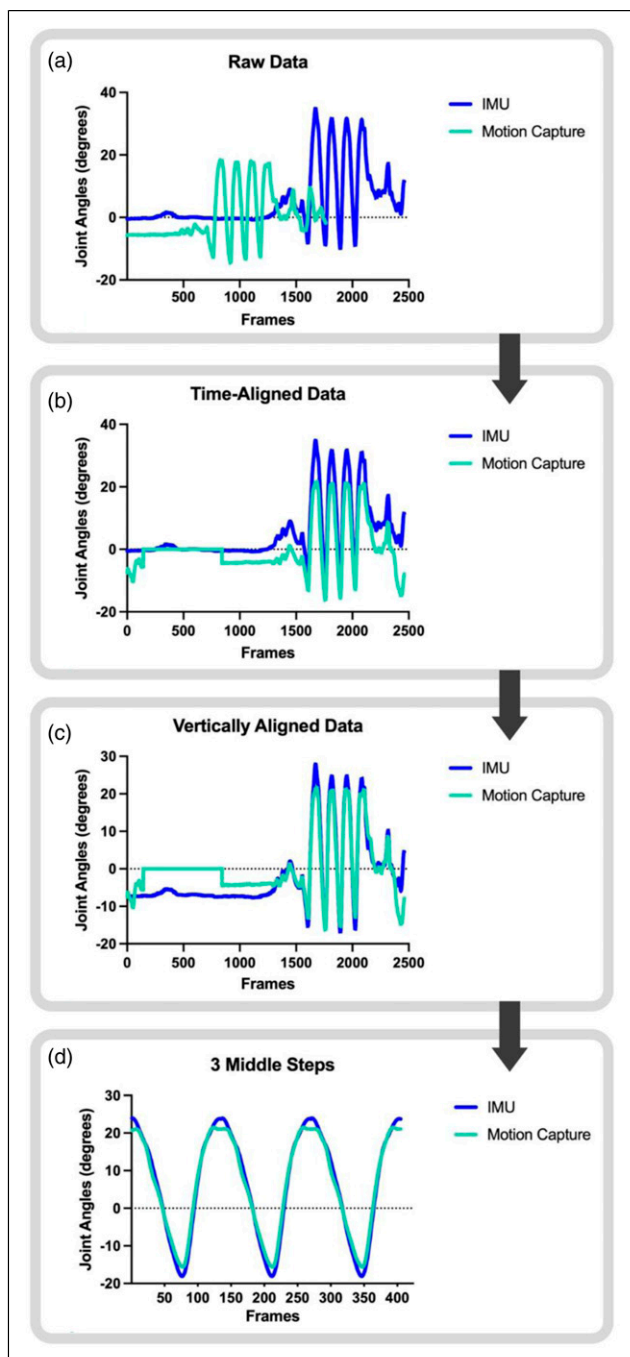 (a)
Raw Data
Joint Angles (degrees)
40
20
0
-20
500
1000
1500
2000
2500
Frames
IMU
Motion Capture
(b)
Time-Aligned Data
Joint Angles (degrees)
40
20
0
-20
0
500
1000
1500
2000
2500
Frames
IMU
Motion Capture
(c)
Vertically Aligned Data
Joint Angles (degrees)
30
20
10
0
-10
-20
0
500
1000
1500
2000
2500
Frames
IMU
Motion Capture
(d)
3 Middle Steps
Joint Angles (degrees)
30
20
10
0
-10
-20
50
100
150
200
250
300
350
400
Frames
IMU
Motion Capture